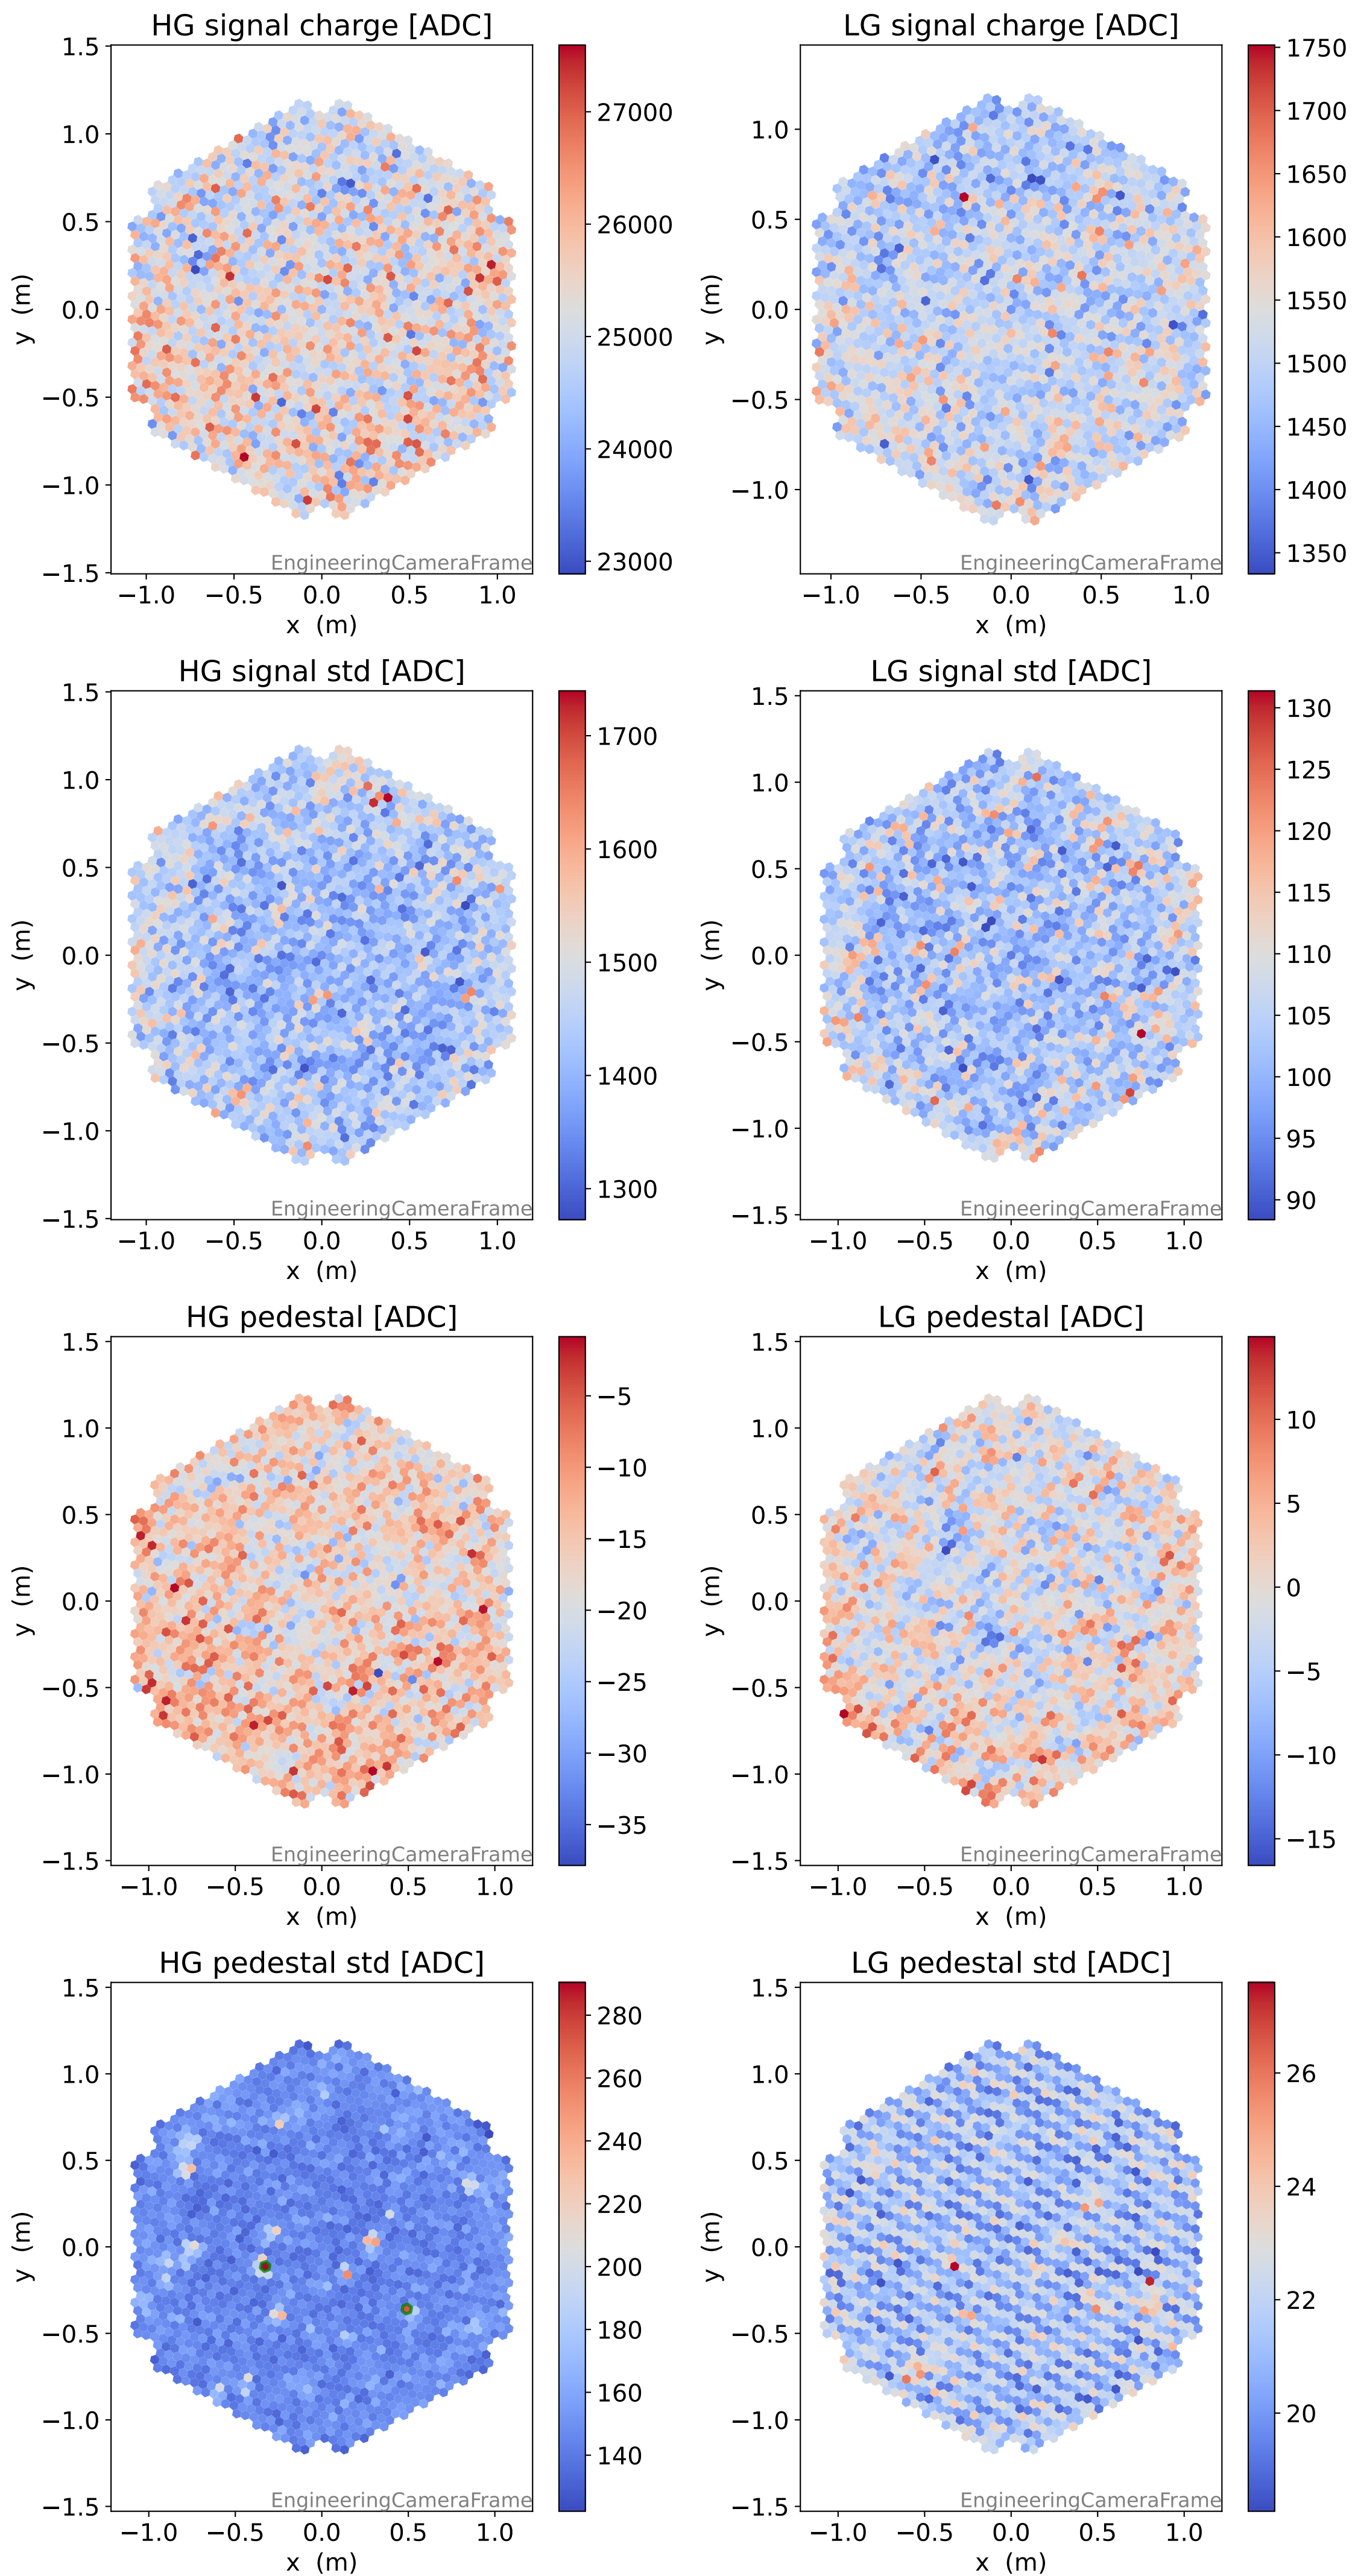 HG signal charge [ADC]
1.5
1.0
0.5
0.0
−0.5
−1.0
−1.5
y (m)
EngineeringCameraFrame
−1.0 −0.5 0.0 0.5 1.0
x (m)
27000
26000
25000
24000
23000
LG signal charge [ADC]
1.0
0.5
0.0
−0.5
−1.0
y (m)
EngineeringCameraFrame
−1.0 −0.5 0.0 0.5 1.0
x (m)
1750
1700
1650
1600
1550
1500
1450
1400
1350
HG signal std [ADC]
1.5
1.0
0.5
0.0
−0.5
−1.0
−1.5
y (m)
EngineeringCameraFrame
−1.0 −0.5 0.0 0.5 1.0
x (m)
1700
1600
1500
1400
1300
LG signal std [ADC]
1.5
1.0
0.5
0.0
−0.5
−1.0
−1.5
y (m)
EngineeringCameraFrame
−1.0 −0.5 0.0 0.5 1.0
x (m)
130
125
120
115
110
105
100
95
90
HG pedestal [ADC]
1.5
1.0
0.5
0.0
−0.5
−1.0
−1.5
y (m)
EngineeringCameraFrame
−1.0 −0.5 0.0 0.5 1.0
x (m)
−5
−10
−15
−20
−25
−30
−35
LG pedestal [ADC]
1.5
1.0
0.5
0.0
−0.5
−1.0
−1.5
y (m)
EngineeringCameraFrame
−1.0 −0.5 0.0 0.5 1.0
x (m)
10
5
0
−5
−10
−15
HG pedestal std [ADC]
1.5
1.0
0.5
0.0
−0.5
−1.0
−1.5
y (m)
EngineeringCameraFrame
−1.0 −0.5 0.0 0.5 1.0
x (m)
280
260
240
220
200
180
160
140
LG pedestal std [ADC]
1.5
1.0
0.5
0.0
−0.5
−1.0
−1.5
y (m)
EngineeringCameraFrame
−1.0 −0.5 0.0 0.5 1.0
x (m)
26
24
22
20